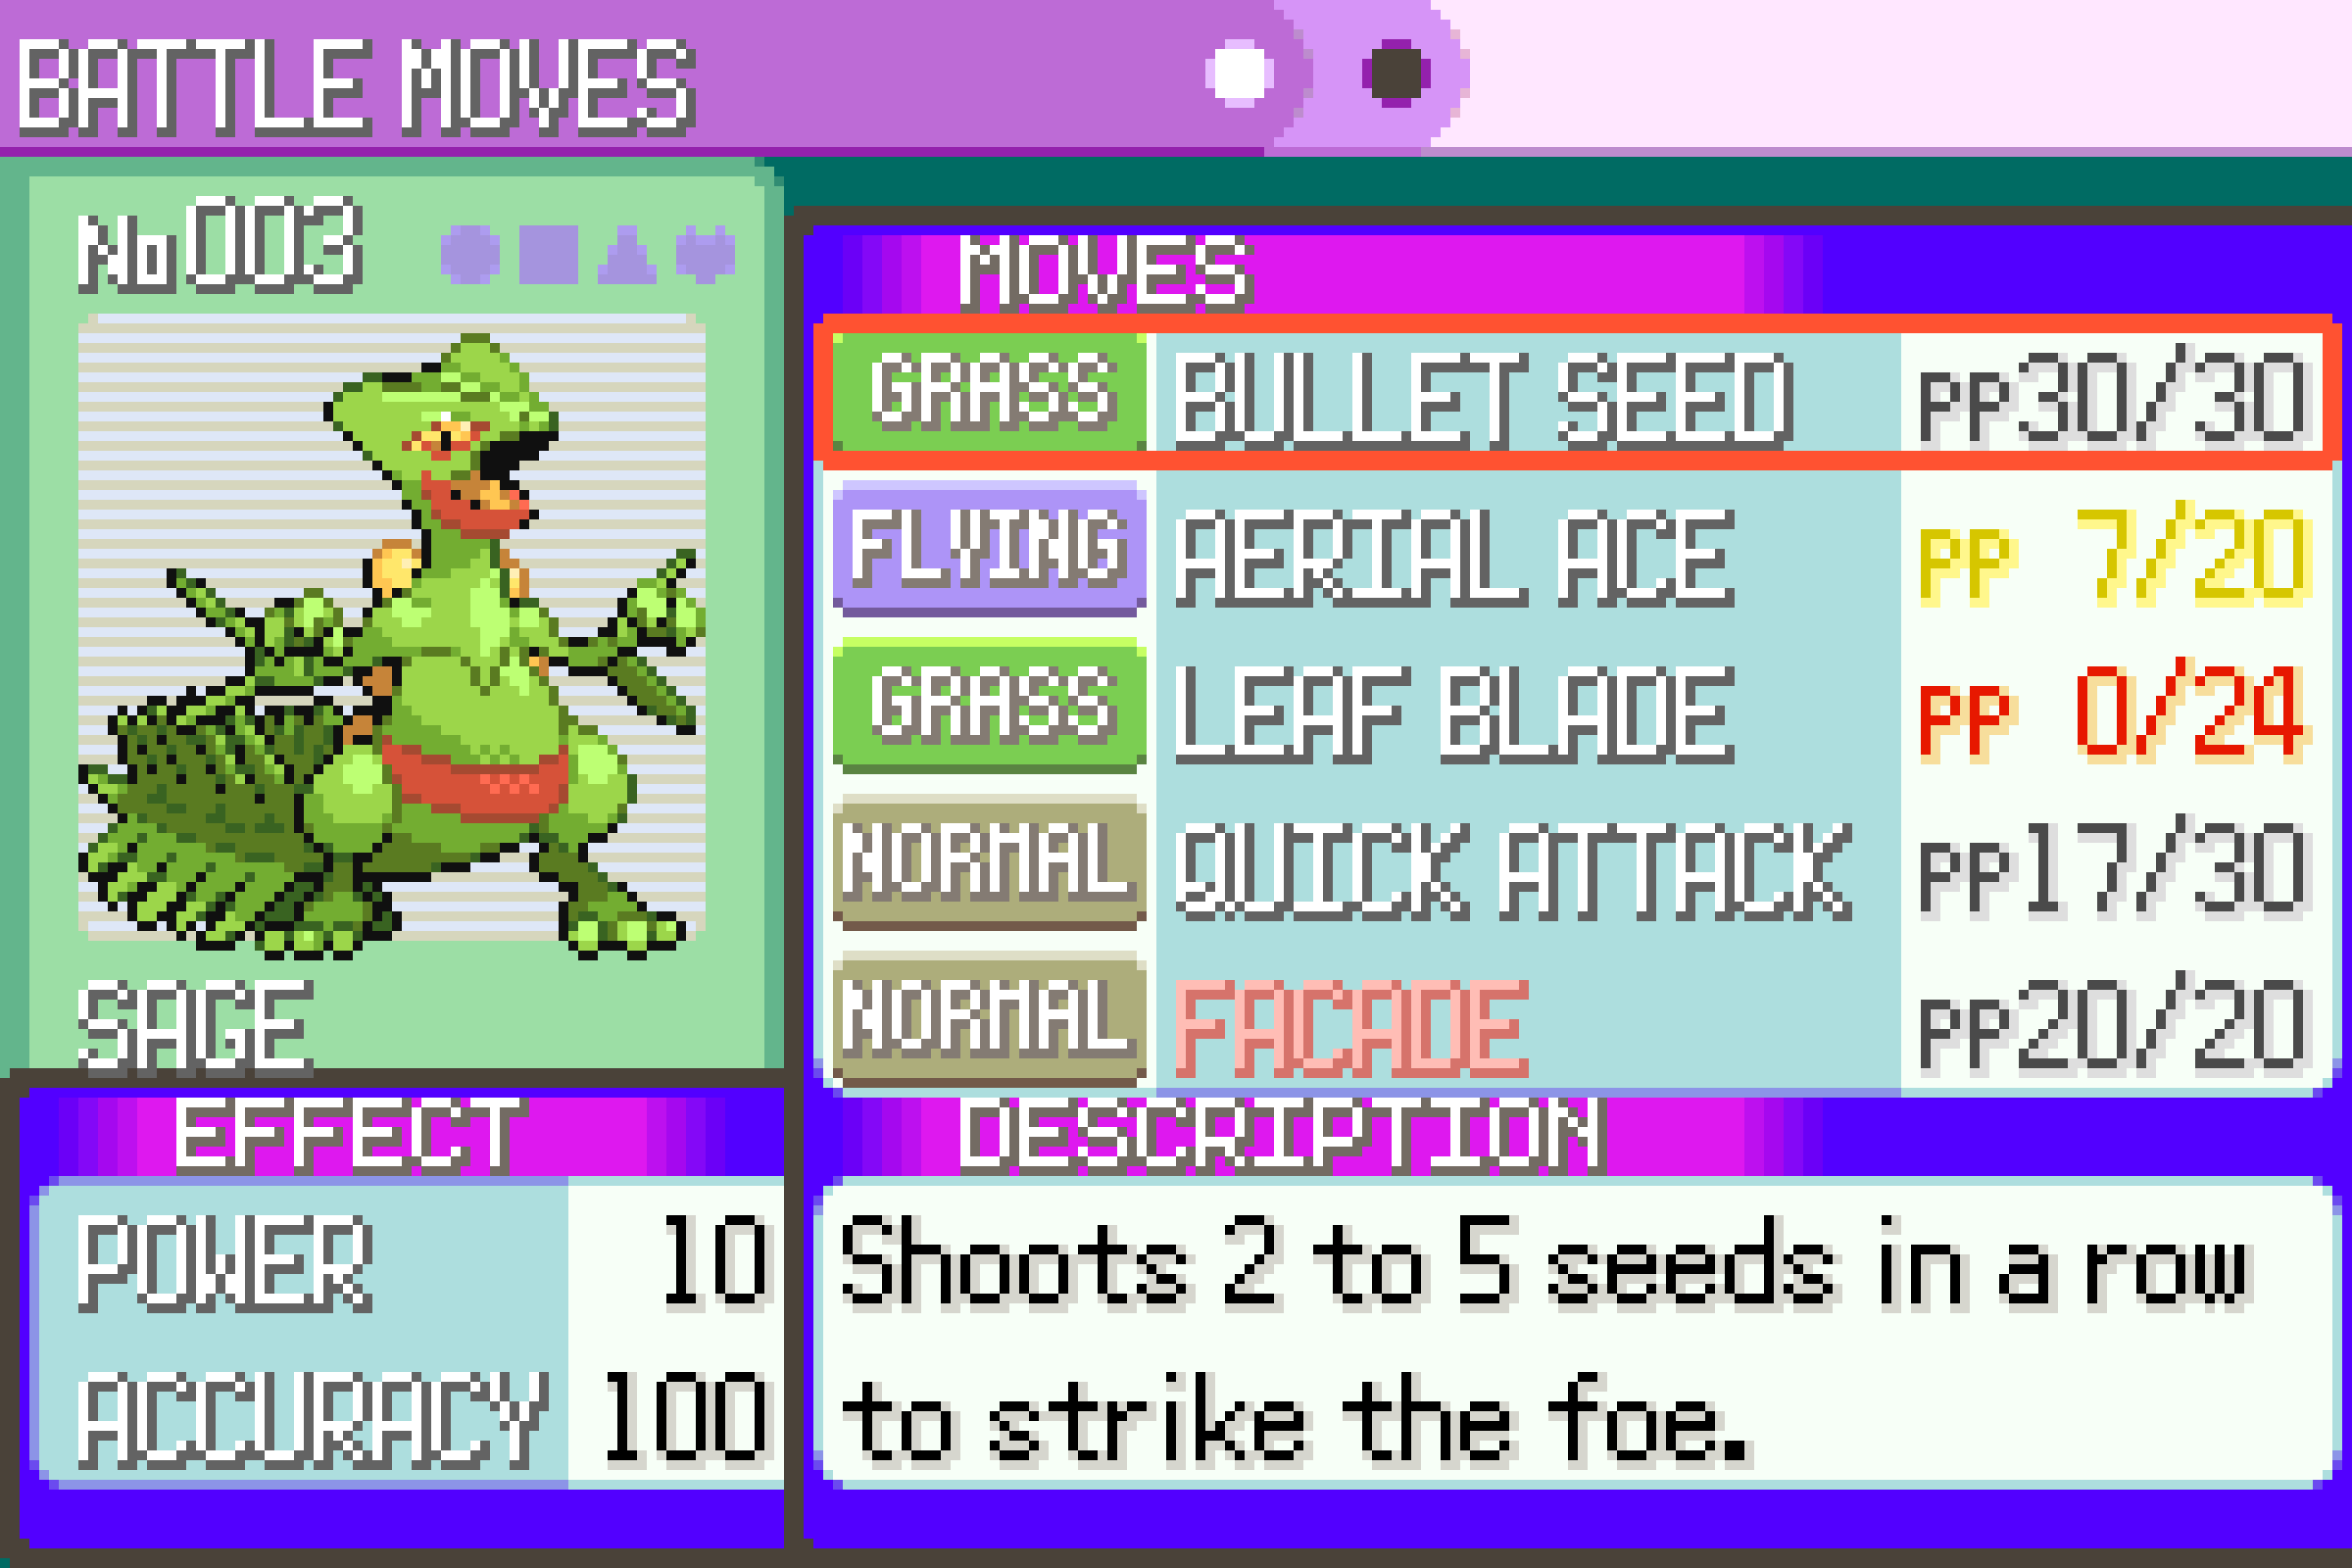 BATTLE MOVES
No003
SAGE
MOVES
GRASS BULLET SEED PP30/30
FLYING AERIAL ACE PP 7/20
GRASS LEAF BLADE PP 0/24
NORMAL QUICK ATTACK PP17/30
NORMAL FACADE PP20/20
EFFECT
POWER 10
ACCURACY 100
DESCRIPTION
Shoots 2 to 5 seeds in a row
to strike the foe.